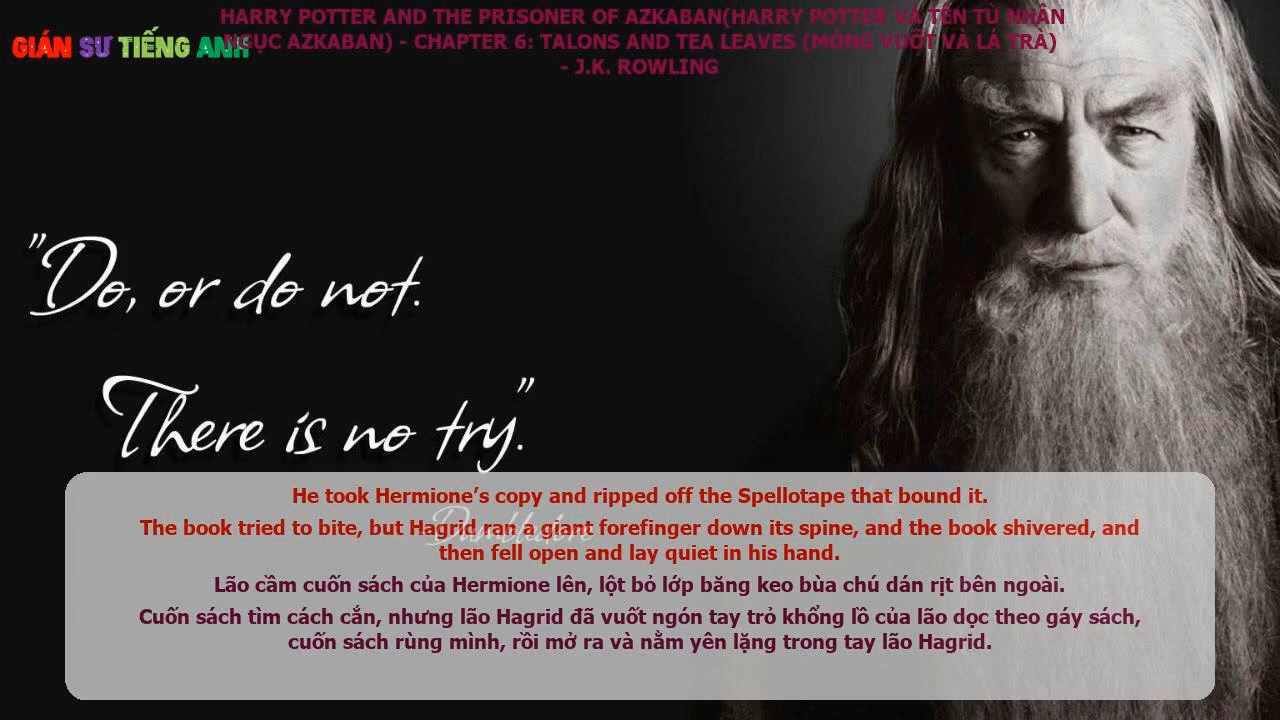 HARRY POTTER AND THE PRISONER OF AZKABAN(HARRY POTTER VÀ TÊN TÙ NHÂN
GIÁN SƯ TIẾNG ANH
NGỤC AZKABAN) - CHAPTER 6: TALONS AND TEA LEAVES (MÓNG VUỐT VÀ LÁ TRÀ)
- J.K. ROWLING
"Do, or do not.
There is no try."
Dumbledore
He took Hermione’s copy and ripped off the Spellotape that bound it.
The book tried to bite, but Hagrid ran a giant forefinger down its spine, and the book shivered, and
then fell open and lay quiet in his hand.
Lão cầm cuốn sách của Hermione lên, lột bỏ lớp băng keo bùa chú dán rịt bên ngoài.
Cuốn sách tìm cách cắn, nhưng lão Hagrid đã vuốt ngón tay trỏ khổng lồ của lão dọc theo gáy sách,
cuốn sách rùng mình, rồi mở ra và nằm yên lặng trong tay lão Hagrid.